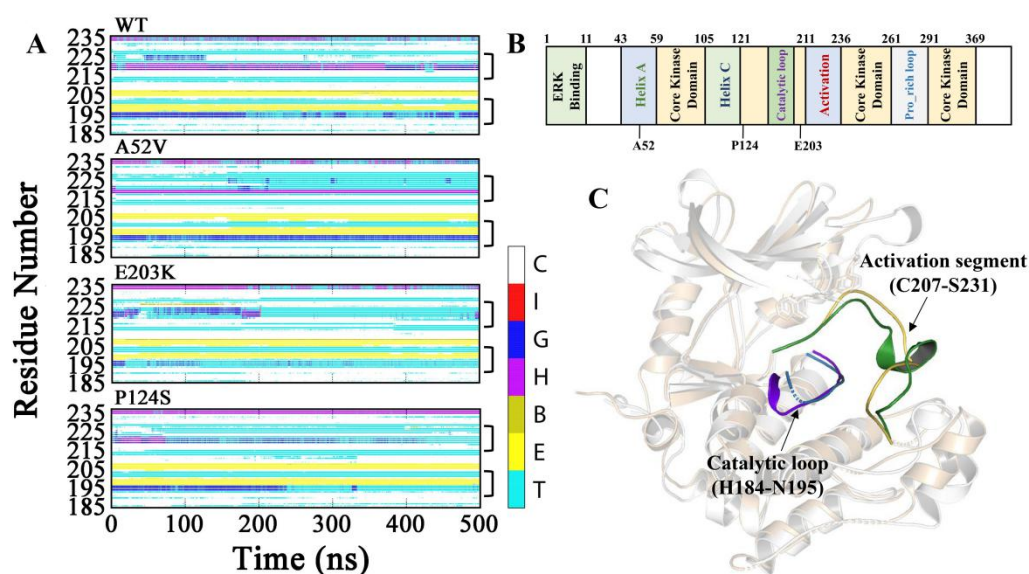 A
WT
235
225
215
205
195
185
A52V
235
225
215
205
195
185
E203K
235
225
215
205
195
185
P124S
235
225
215
205
195
185
0 100 200 300 400 500
Time (ns)
Residue Number
C
I
G
H
B
E
T
B
1 11 43 59 105 121 211 236 261 291 369
ERK
Binding
Helix A
Core Kinase
Domain
Helix C
Catalytic loop
Activation
Core Kinase
Domain
Pro_rich loop
Core Kinase
Domain
A52 P124 E203
C
Activation segment
(C207-S231)
Catalytic loop
(H184-N195)